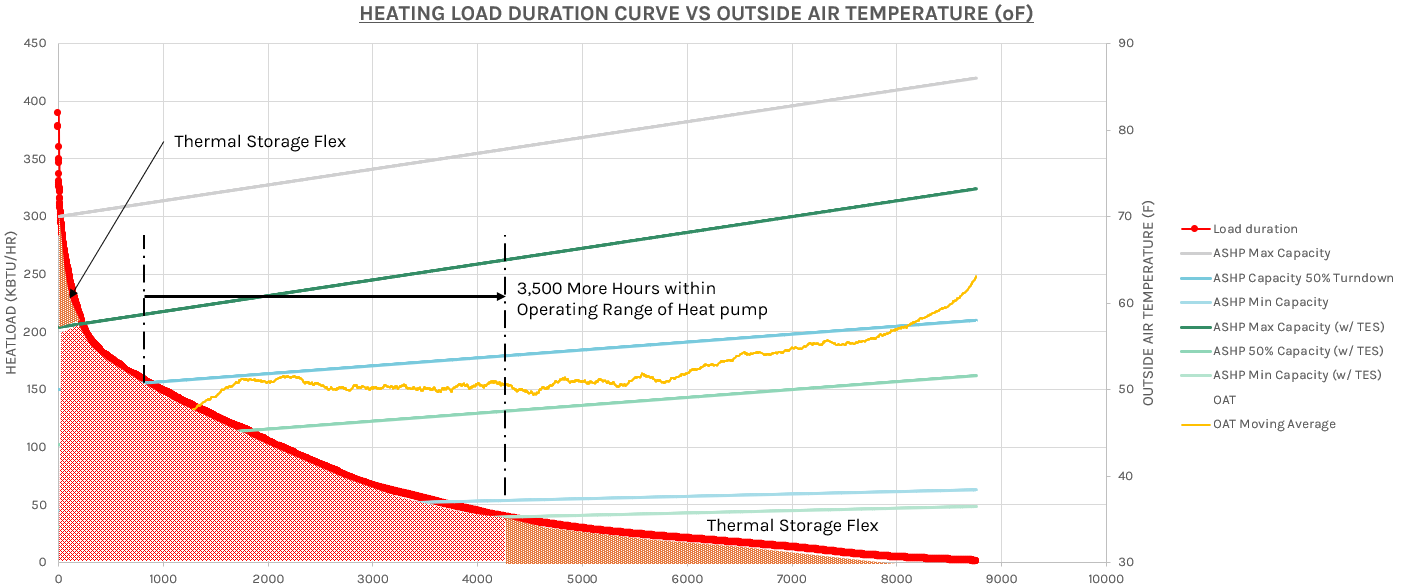 HEATING LOAD DURATION CURVE VS OUTSIDE AIR TEMPERATURE (oF)
450
400
350
300
250
200
150
100
50
0
HEATLOAD (KBTU/HR)
Thermal Storage Flex
3,500 More Hours within
Operating Range of Heat pump
Thermal Storage Flex
0
1000
2000
3000
4000
5000
6000
7000
8000
9000
10000
90
80
70
60
50
40
30
OUTSIDE AIR TEMPERATURE (F)
Load duration
ASHP Max Capacity
ASHP Capacity 50% Turndown
ASHP Min Capacity
ASHP Max Capacity (w/ TES)
ASHP 50% Capacity (w/ TES)
ASHP Min Capacity (w/ TES)
OAT
OAT Moving Average